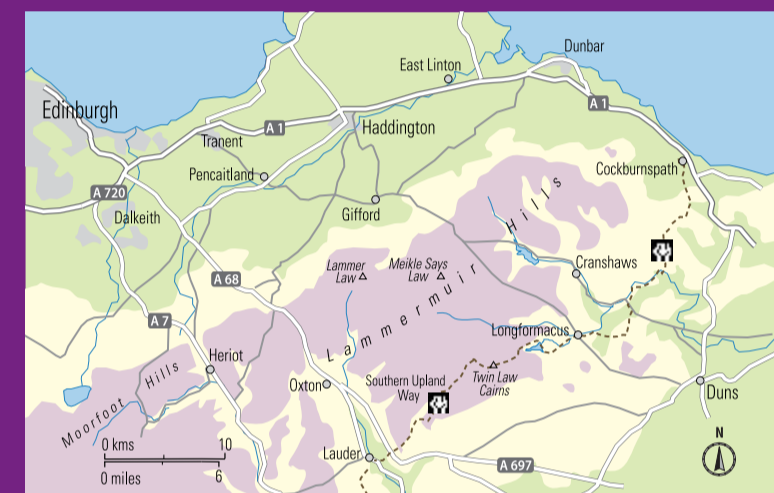 Dunbar
East Linton
Edinburgh
A 1
A 1
Haddington
Tranent
Cockburnspath
Pencaitland
A 720
Gifford
Dalkeith
Hills
Lammer
Law
Meikle Says
Law
Cranshaws
A 68
Lammermuir
A 7
Longformacus
Heriot
Moorfoot Hills
Oxton
Southern Upland
Way
Twin Law
Cairns
Duns
N
0 kms 10
0 miles 6
Lauder
A 697